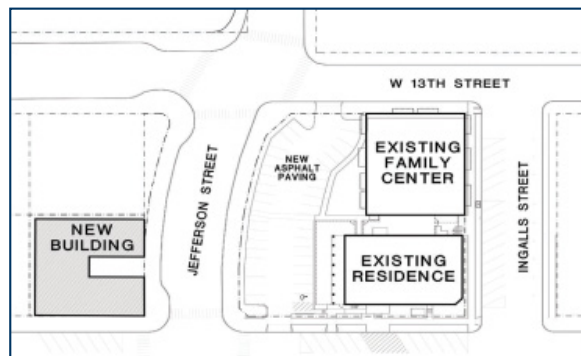 W 13TH STREET
EXISTING
FAMILY
CENTER
NEW
ASPHALT
PAVING
JEFFERSON STREET
INGALLS STREET
NEW
BUILDING
EXISTING
RESIDENCE